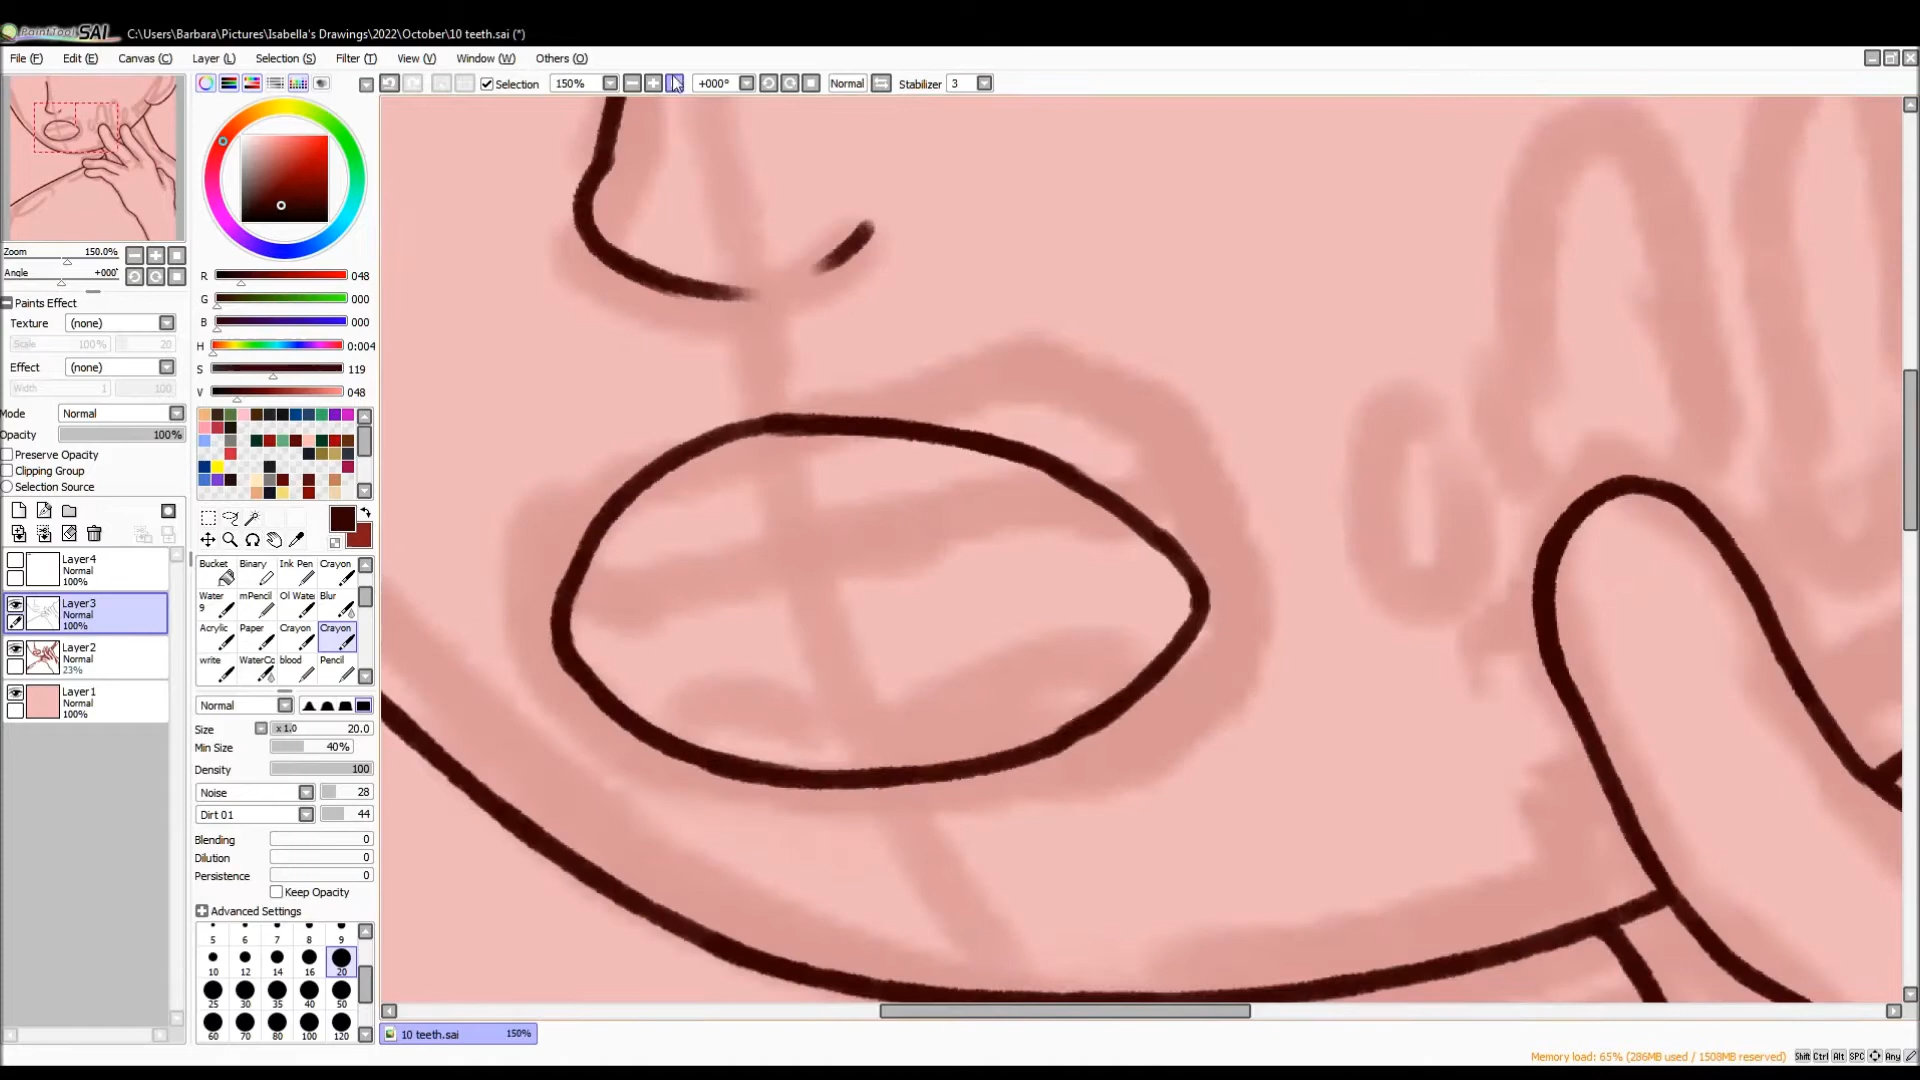 PaintTool SAI C:\Users\Barbara\Pictures\Isabella's Drawings\2022\October\10 teeth.sai (*)
File (F) Edit (E) Canvas (C) Layer (L) Selection (S) Filter (T) View (V) Window (W) Others (O)
Selection 150% +000° Normal Stabilizer 3
Zoom 150.0%
Angle +000°
Paints Effect
Texture (none)
Scale 100% 20
Effect (none)
Width 1 100
Mode Normal
Opacity 100%
Preserve Opacity
Clipping Group
Selection Source
Layer4
Normal
100%
Layer3
Normal
100%
Layer2
Normal
23%
Layer1
Normal
100%
R 048
G 000
B 000
H 0:004
S 119
V 048
Bucket Binary Ink Pen Crayon
Water 9 mPencil Ol Wate Blur
Acrylic Paper Crayon Crayon
write WaterCo blood Pencil
Normal
Size x 1.0 20.0
Min Size 40%
Density 100
Noise 28
Dirt 01 44
Blending 0
Dilution 0
Persistence 0
Keep Opacity
Advanced Settings
5 6 7 8 9
10 12 14 16 20
25 30 35 40 50
60 70 80 100 120
10 teeth.sai 150%
Memory load: 65% (286MB used / 1508MB reserved) Shift Ctrl Alt SPC Any